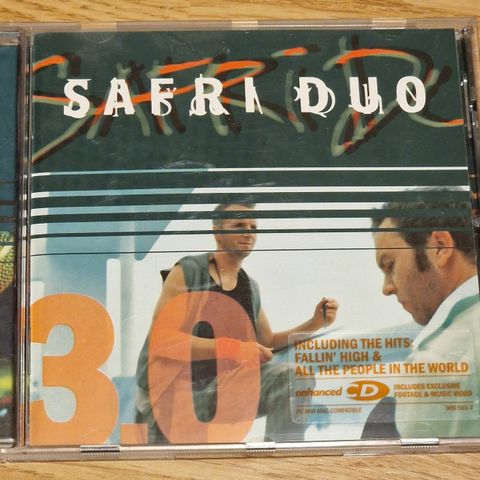 SAFRI DUO
3.0
INCLUDING THE HITS:
FALLIN' HIGH &
ALL THE PEOPLE IN THE WORLD
enhanced CD
INCLUDES EXCLUSIVE
FOOTAGE & MUSIC VIDEO
PC AND MAC COMPATIBLE